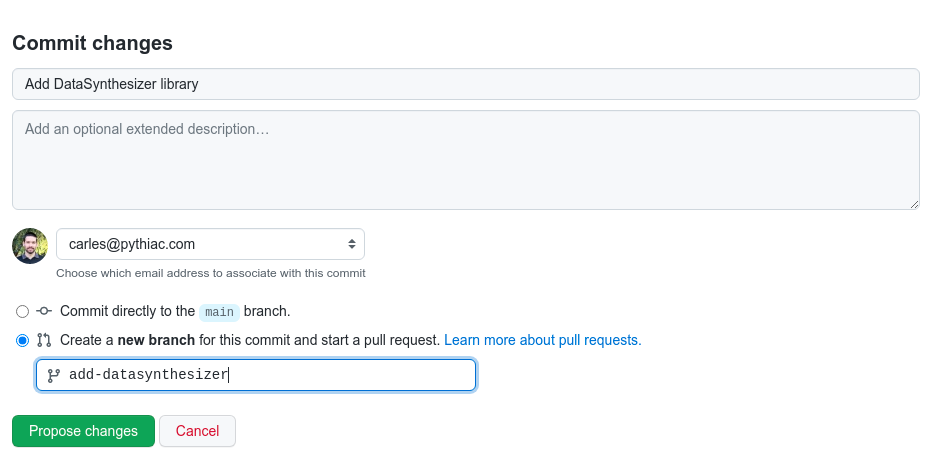 Commit changes
Add DataSynthesizer library
Add an optional extended description…
carles@pythiac.com
Choose which email address to associate with this commit
Commit directly to the main branch.
Create a new branch for this commit and start a pull request. Learn more about pull requests.
add-datasynthesizer
Propose changes Cancel